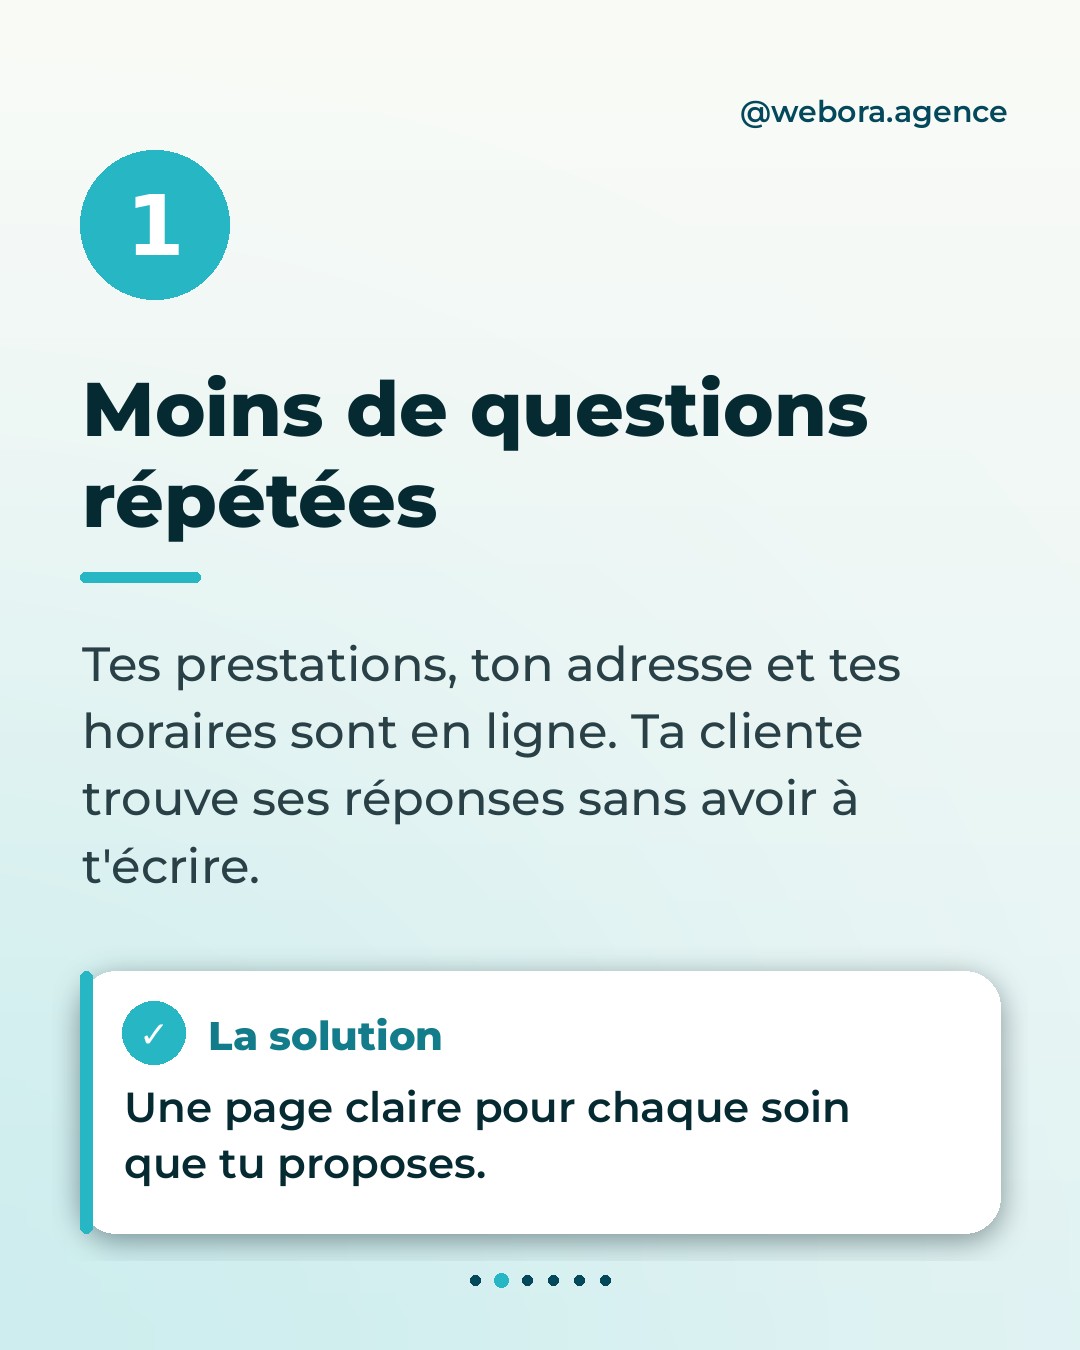 @webora.agence
1
Moins de questions
répétées
Tes prestations, ton adresse et tes
horaires sont en ligne. Ta cliente
trouve ses réponses sans avoir à
t'écrire.
✓ La solution
Une page claire pour chaque soin
que tu proposes.